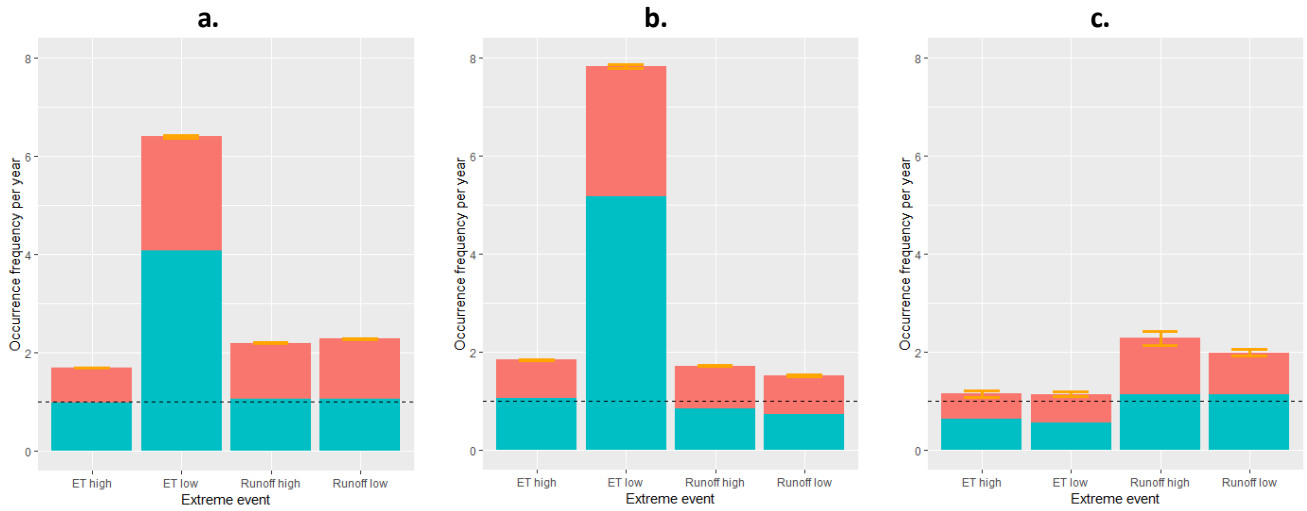 a.
Occurrence frequency per year
8
6
4
2
0
ET high ET low Runoff high Runoff low
Extreme event
b.
Occurrence frequency per year
8
6
4
2
0
ET high ET low Runoff high Runoff low
Extreme event
c.
Occurrence frequency per year
8
6
4
2
0
ET high ET low Runoff high Runoff low
Extreme event